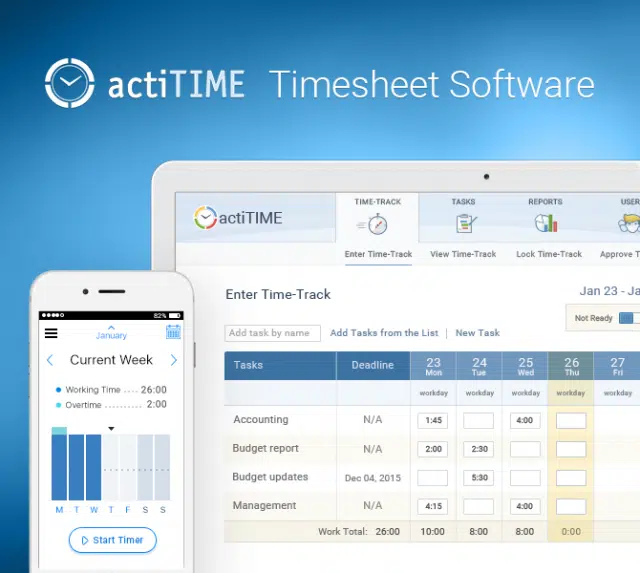 actiTIME Timesheet Software
actiTIME
TIME-TRACK TASKS REPORTS
Enter Time-Track View Time-Track Lock Time-Track Approve
Enter Time-Track Jan 23 -
Not Ready
Add task by name Add Tasks from the List | New Task
Tasks Deadline 23 24 25 26 27
Mon Tue Wed Thu Fri
workday workday workday workday workday
Accounting N/A 1:45 4:00
Budget report N/A 2:00 2:30
Budget updates Dec 04, 2015 5:30
Management N/A 4:15 4:00
Work Total: 26:00 10:00 8:00 8:00 0:00
82%
January
Current Week
Working Time .... 26:00
Overtime .......... 2:00
M T W T F S S
Start Timer